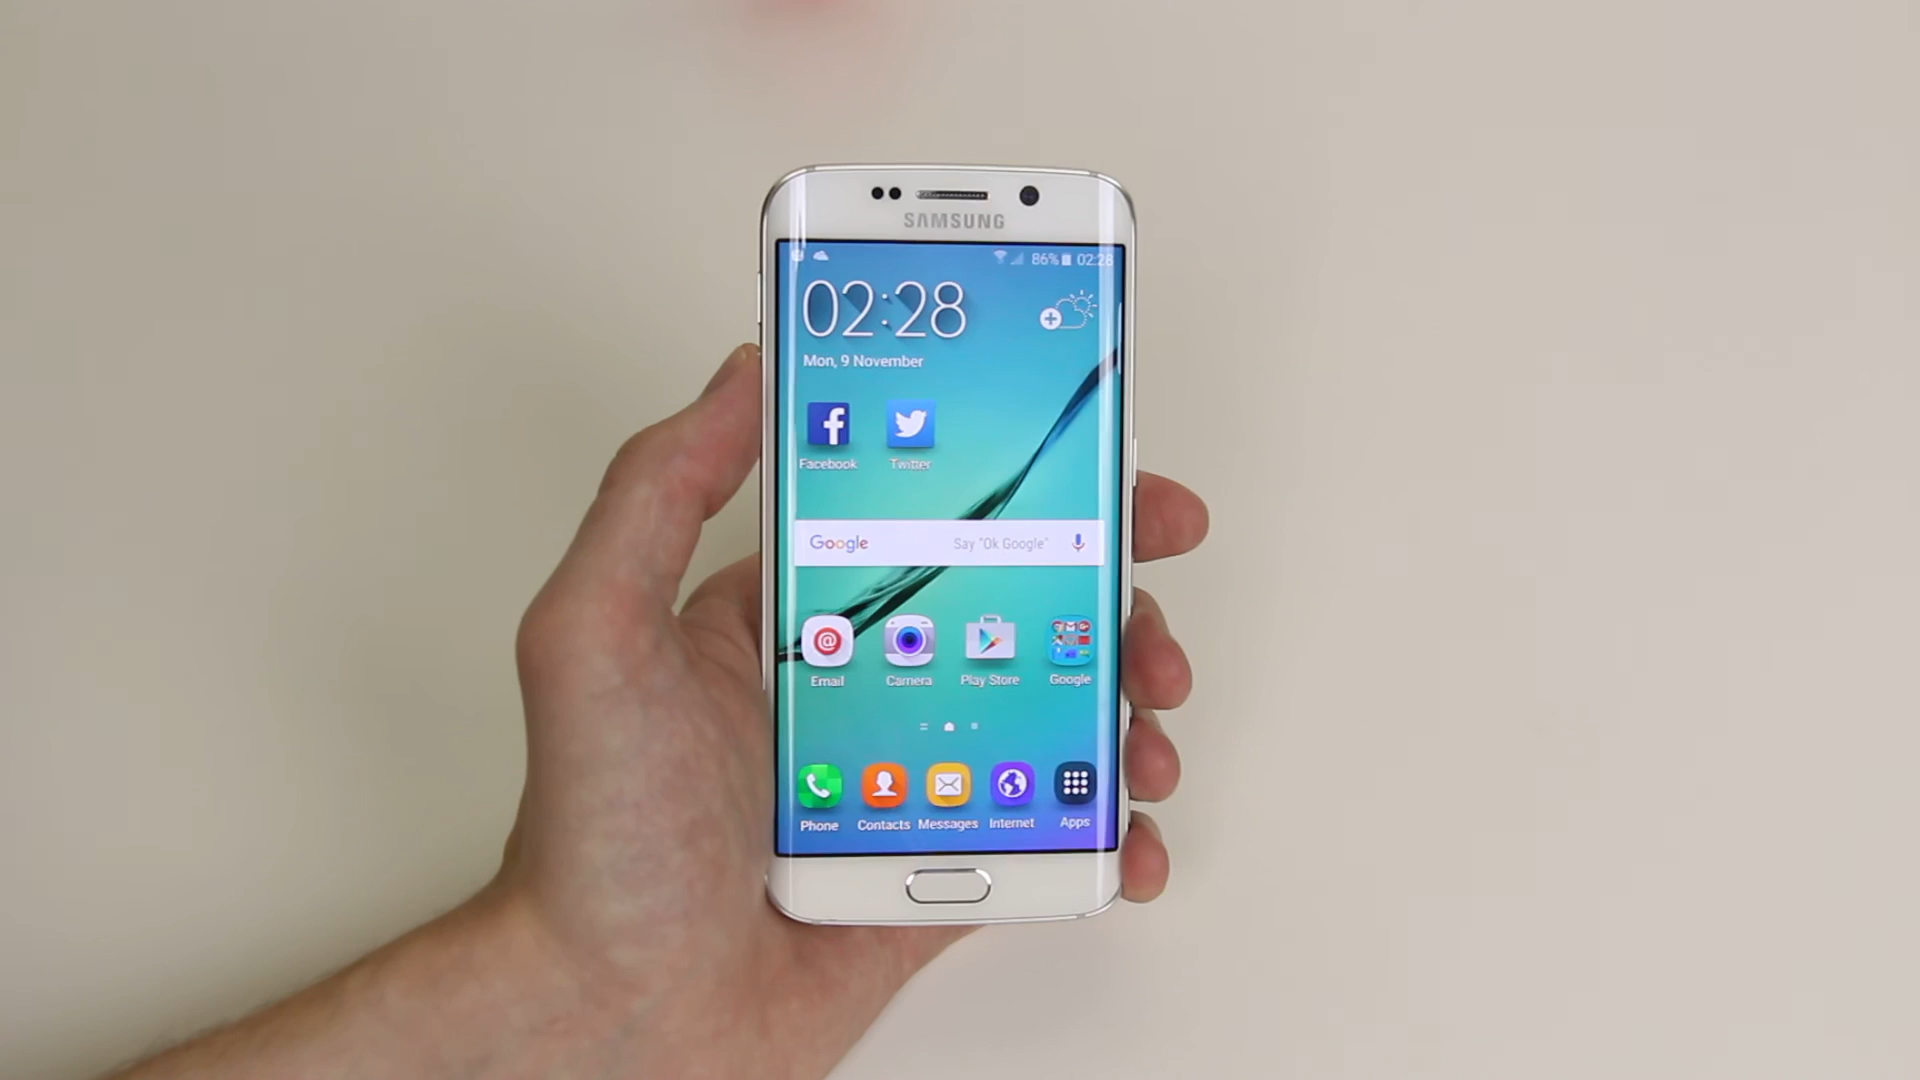 SAMSUNG
86% 02:28
02:28
Mon, 9 November
Facebook Twitter
Google Say "Ok Google"
Email Camera Play Store Google
Phone Contacts Messages Internet Apps